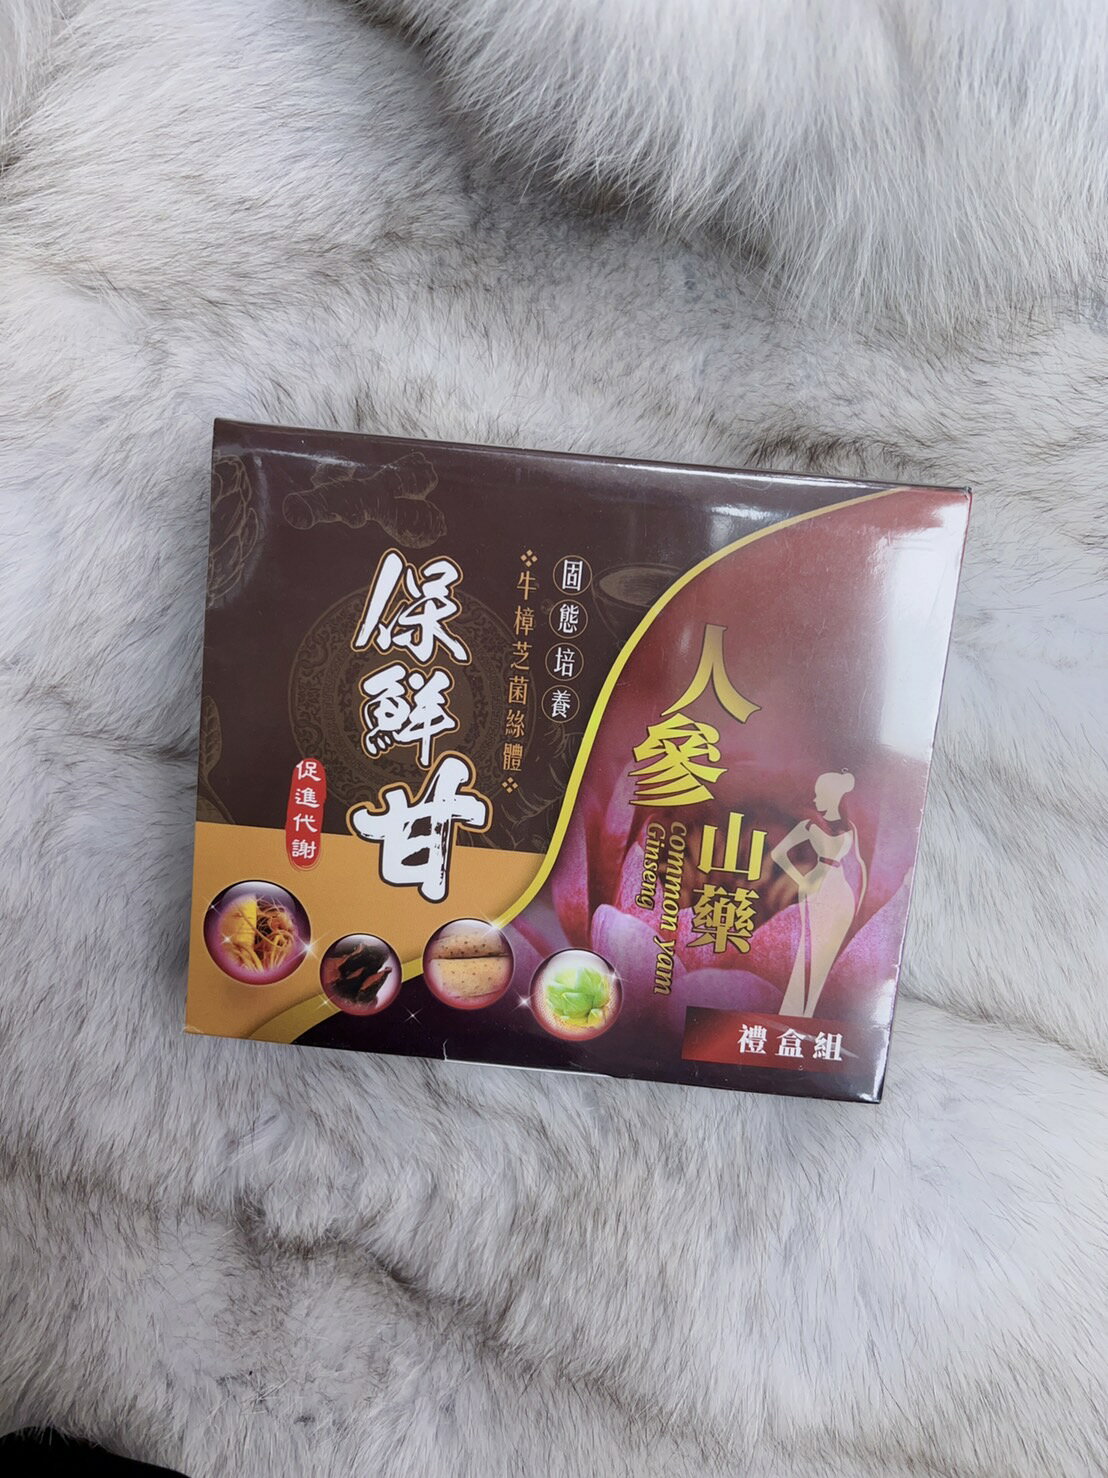 固態培養
牛樟芝菌絲體
保鮮甘
促進代謝
人參
山藥
Common yam
Ginseng
禮盒組